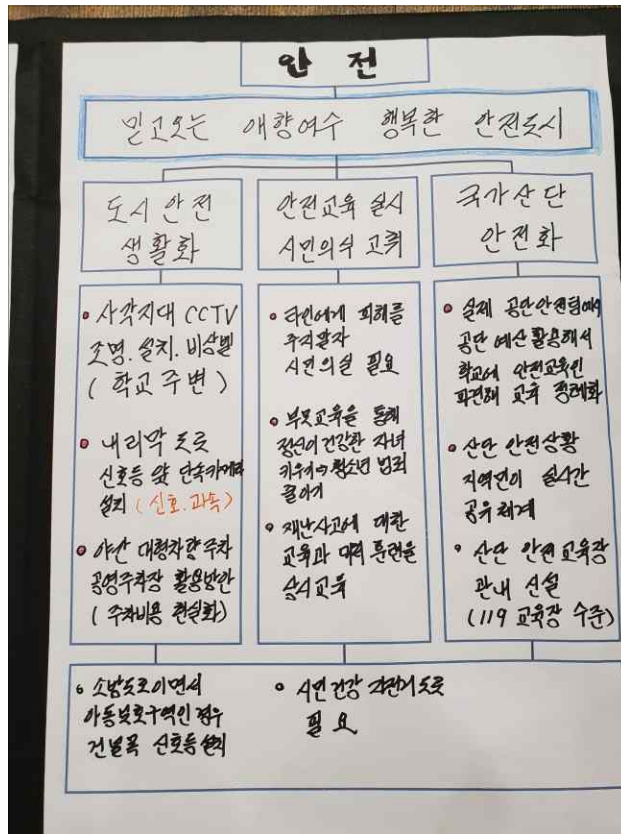 안 전
믿고오는 애향여수 행복한 안전도시
도시안전
생활화
안전교육 실시
시민의식 고취
국가산단
안전화
• 사각지대 CCTV
조명. 설치. 비상벨
( 학교 주변 )
• 내리막 도로
신호등 앞 단속카메라
설치 ( 신호. 과속 )
• 야간 대형차량 주차
공영주차장 활용방안
( 주차비용 현실화)
• 타인에게 피해를
주지말자
시민의식 필요
• 부모교육을 통해
정신이 건강한 자녀
키우기 ⇒ 청소년 범죄
줄이기
• 재난사고에 대한
교육과 대피 훈련을
상시교육
• 실제 공단안전팀에서
공단 예산 활용해서
학교에 안전교육인
파견해 교육 정례화
• 산단 안전상황
지역민이 실시간
공유체계
• 산단 안전교육장
관내 신설
(119 교육장 수준)
• 소방도로이면서
아동보호구역인 경우
건널목 신호등 설치
• 시민건강 자전거도로
필요